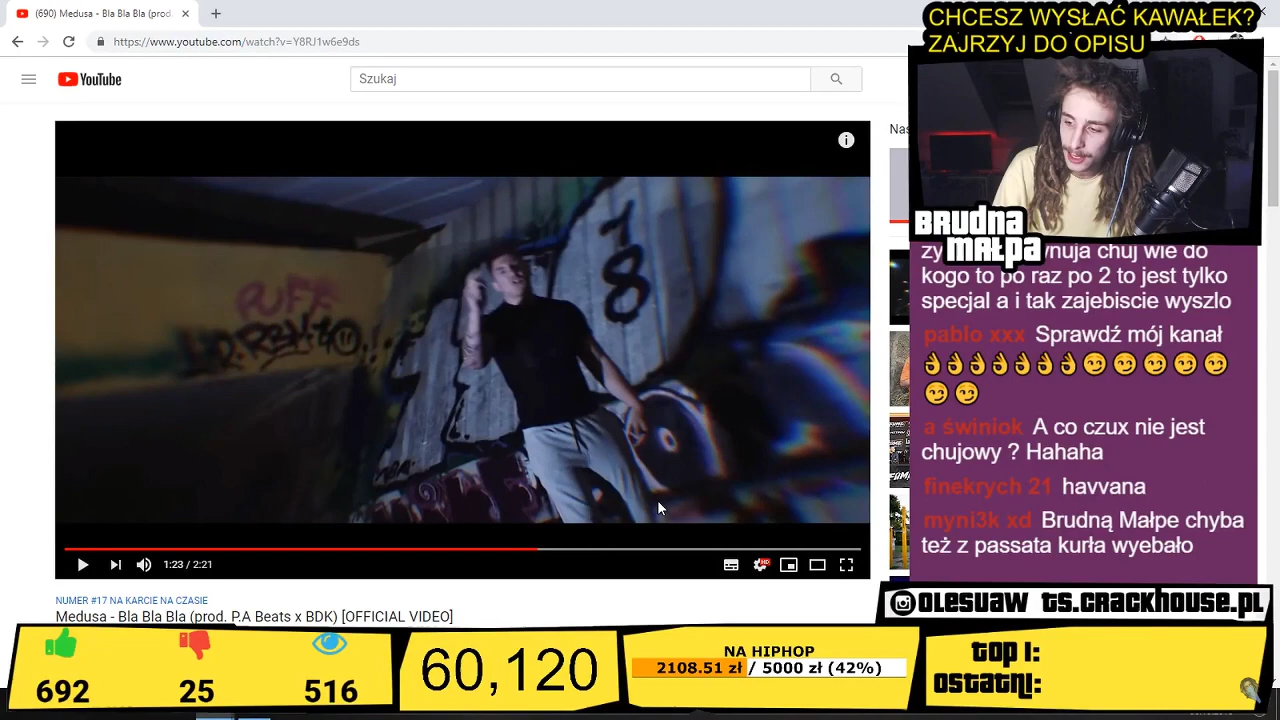 (690) Medusa - Bla Bla Bla (prod.
https://www.youtube.com/watch?v=Y8RJ1w6e9ds
YouTube
Szukaj
CHCESZ WYSŁAĆ KAWAŁEK?
ZAJRZYJ DO OPISU
78
BRUDNA
MAŁPA
kogo to po raz po 2 to jest tylko
specjal a i tak zajebiscie wyszlo
pablo xxx Sprawdź mój kanał
👌👌👌👌👌👌👌😏😏😏😏😏
😏😏
a świniok A co czux nie jest
chujowy ? Hahaha
finekrych 21 havvana
myni3k xd Brudną Małpe chyba
też z passata kurła wyebało
1:23 / 2:21
HD
NUMER #17 NA KARCIE NA CZASIE
Medusa - Bla Bla Bla (prod. P.A Beats x BDK) [OFFICIAL VIDEO]
OLESUAW TS.CRACKHOUSE.PL
692
25
516
60,120
NA HIPHOP
2108.51 zł / 5000 zł (42%)
TOP 1:
OSTATNI: